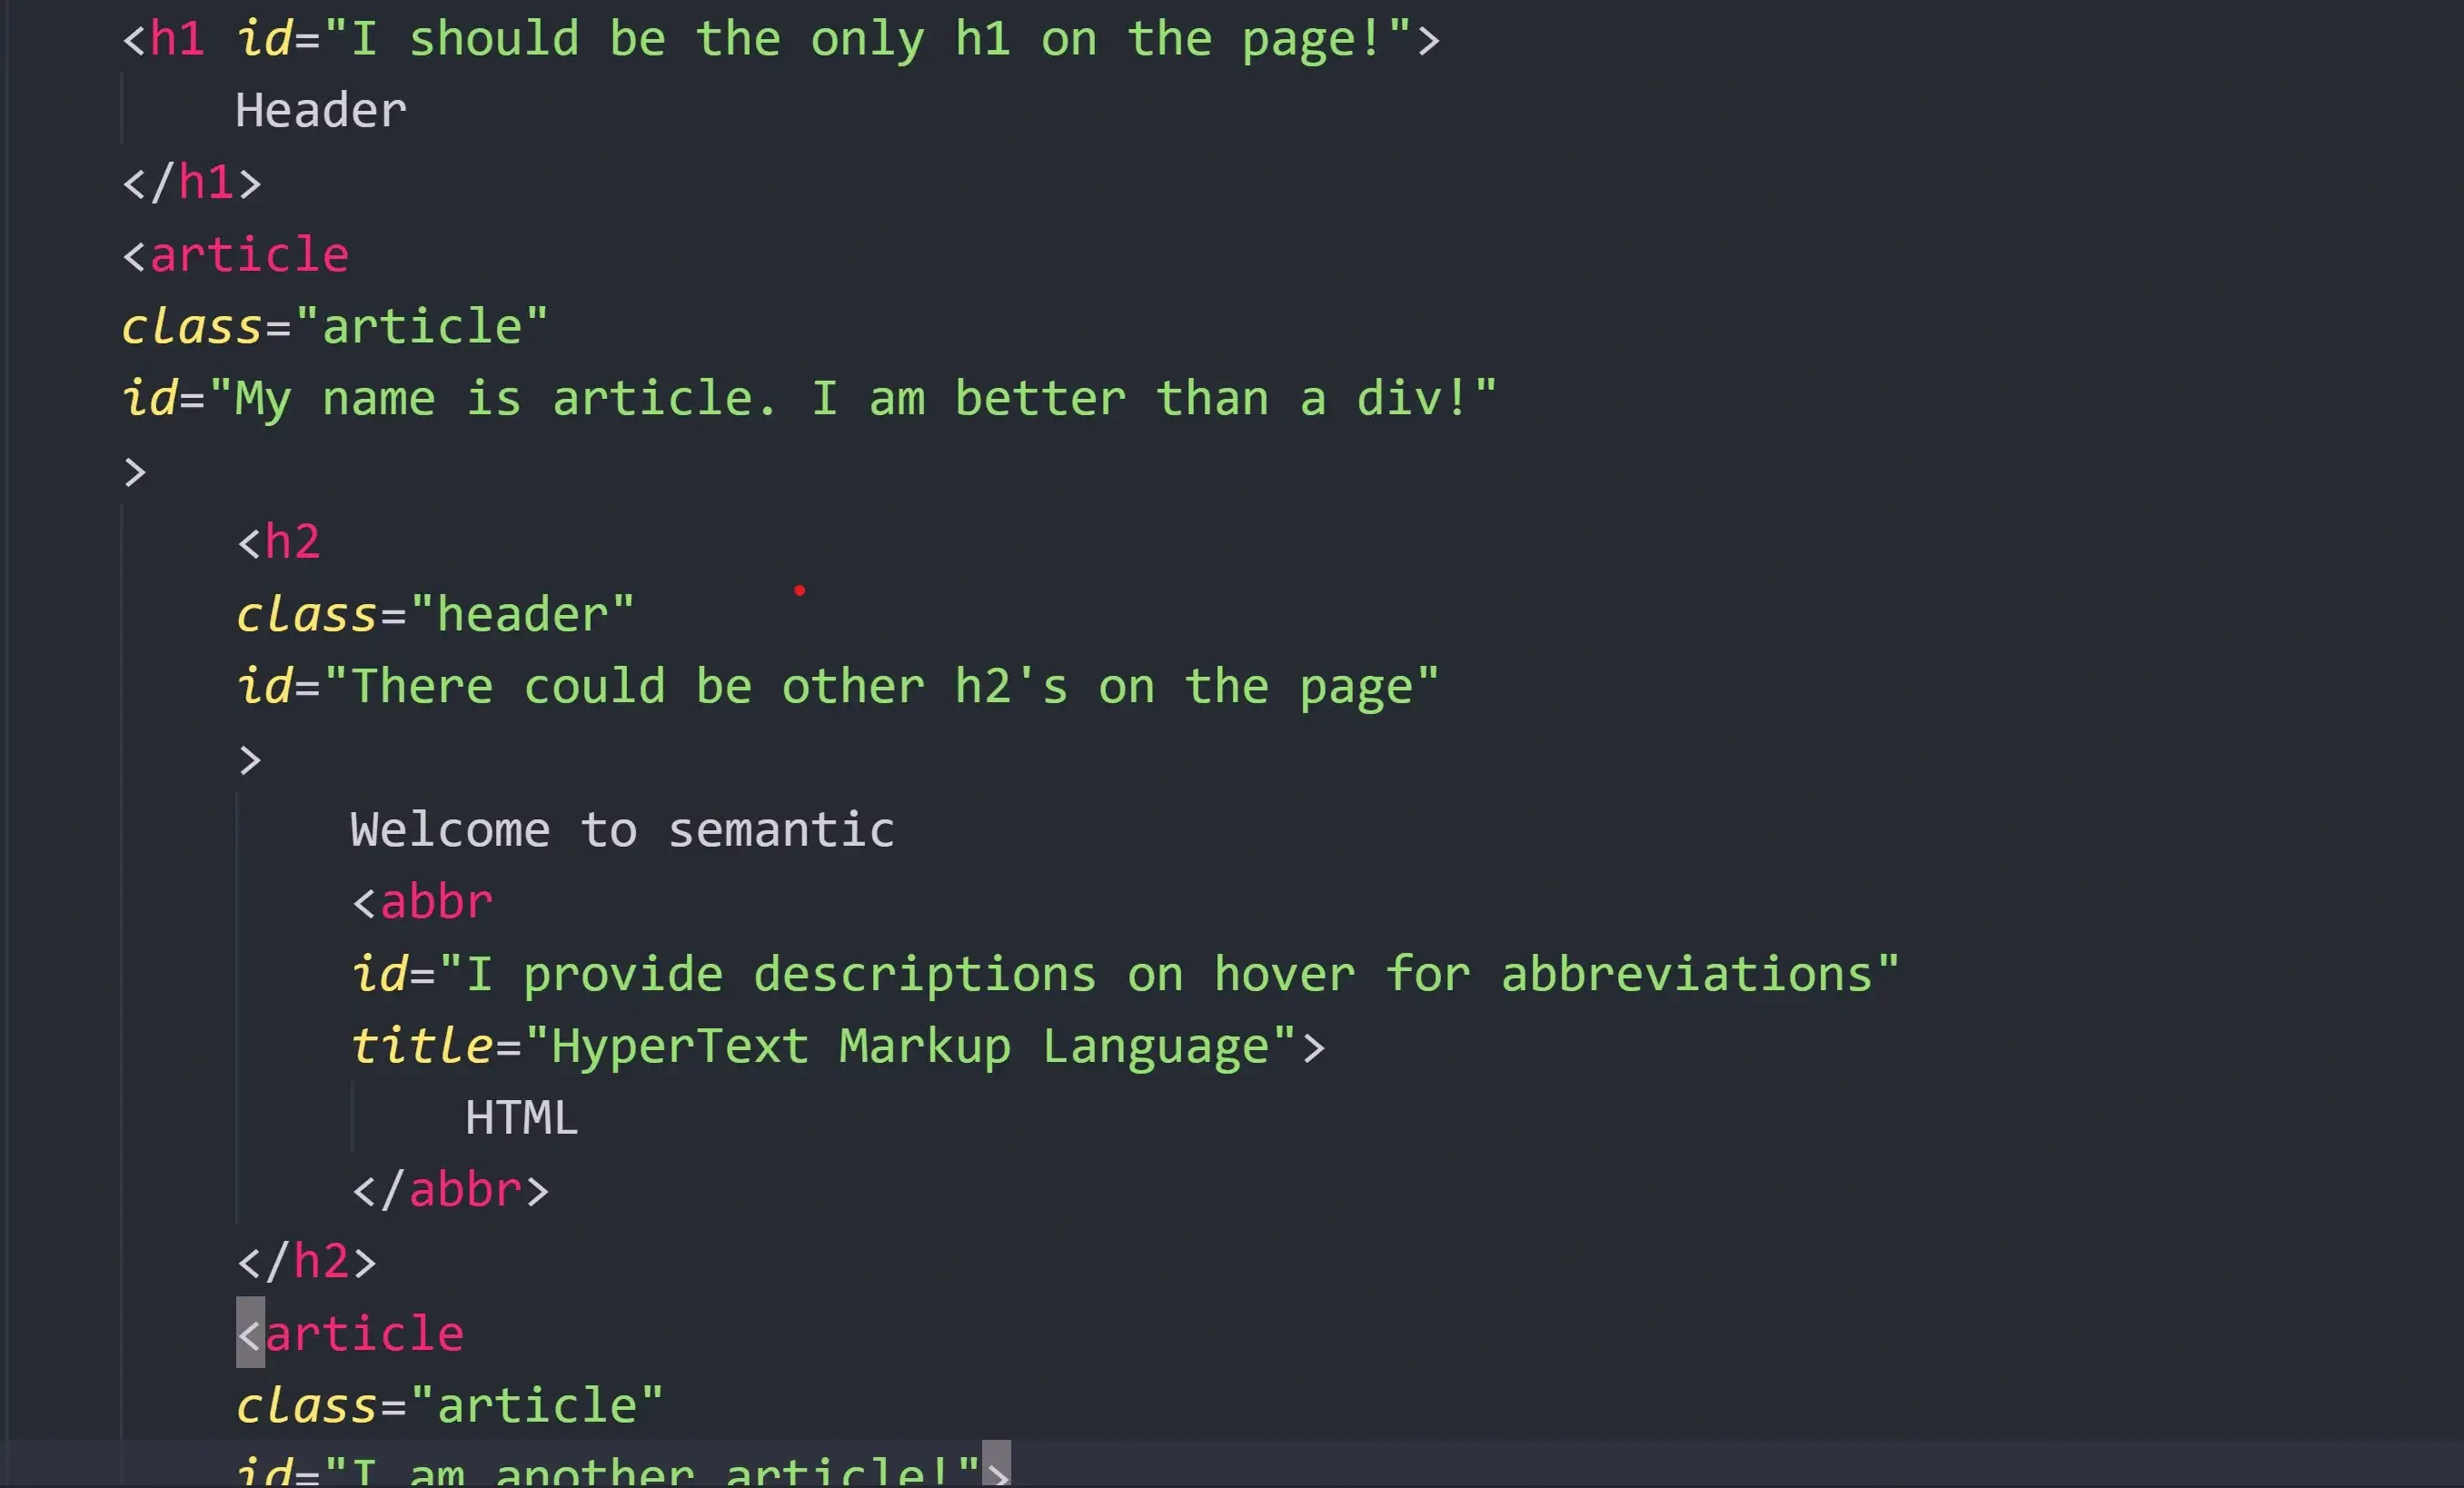 <h1 id="I should be the only h1 on the page!">
Header
</h1>
<article
class="article"
id="My name is article. I am better than a div!"
>
<h2
class="header"
id="There could be other h2's on the page"
>
Welcome to semantic
<abbr
id="I provide descriptions on hover for abbreviations"
title="HyperText Markup Language">
HTML
</abbr>
</h2>
<article
class="article"
id="I am another article!">